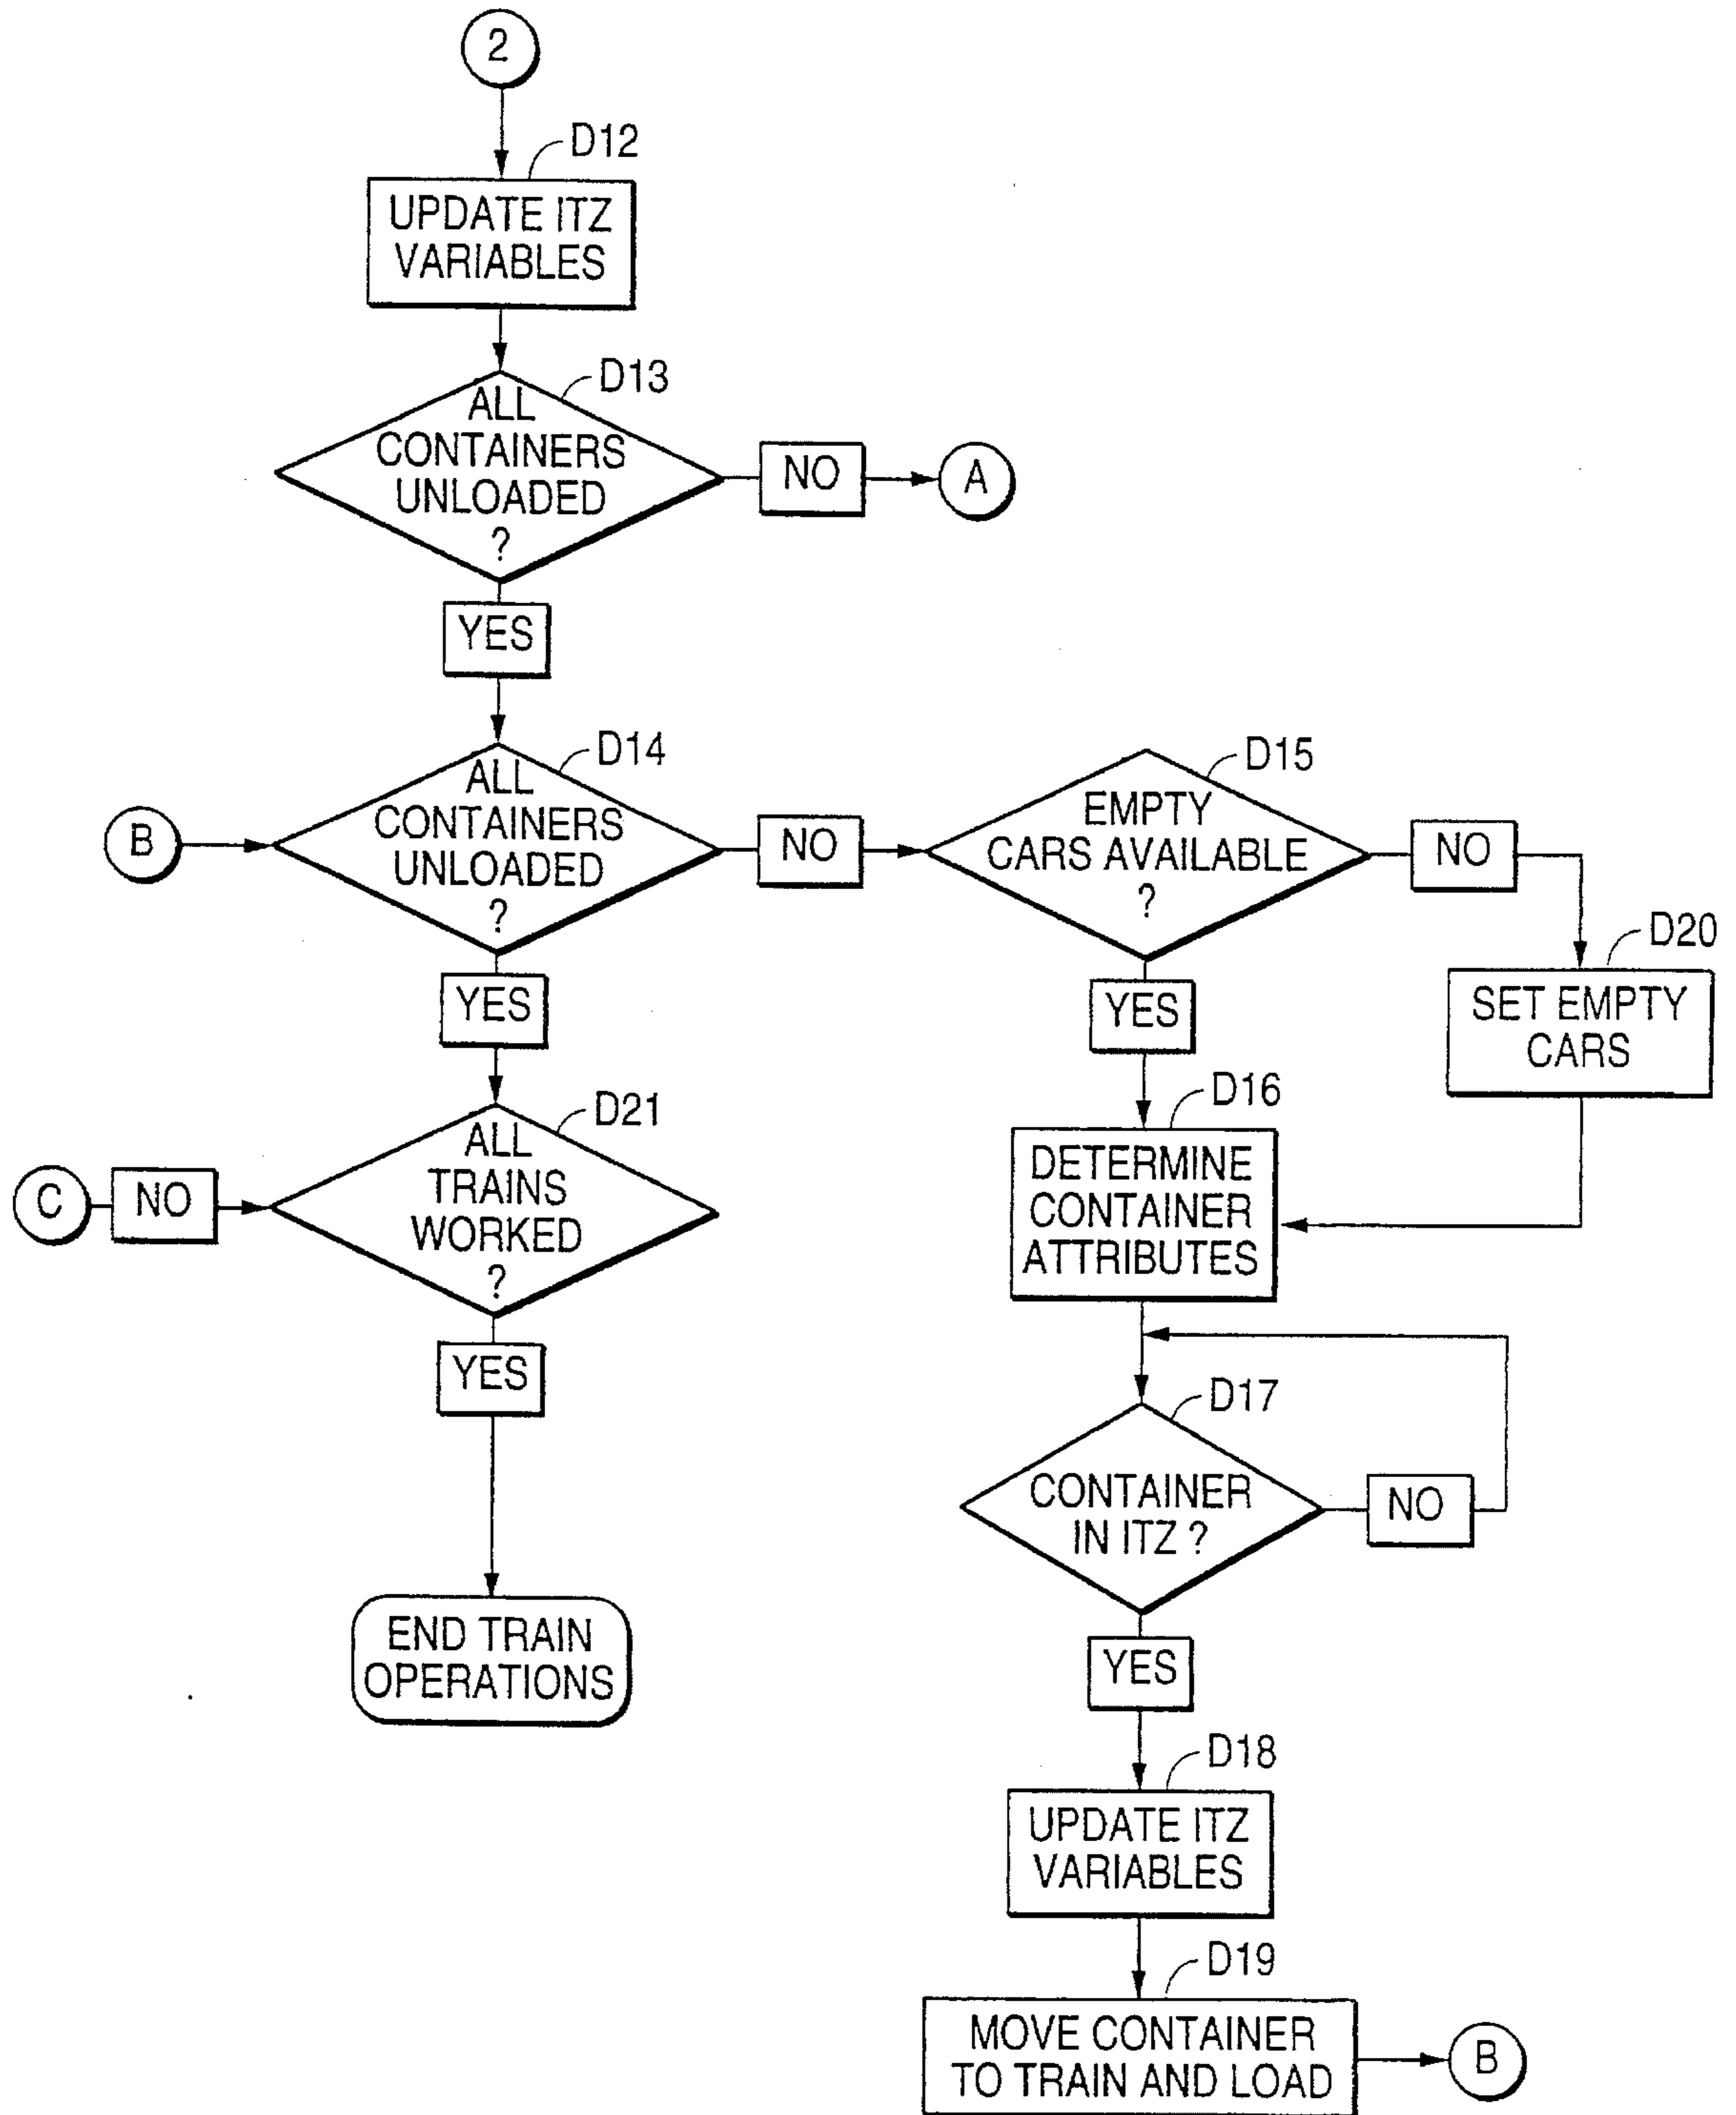 2
D12
UPDATE ITZ
VARIABLES
D13
ALL
CONTAINERS
UNLOADED
?
NO
A
YES
D14
ALL
CONTAINERS
UNLOADED
?
B
NO
D15
EMPTY
CARS AVAILABLE
?
NO
D20
SET EMPTY
CARS
YES
YES
D16
DETERMINE
CONTAINER
ATTRIBUTES
D21
ALL
TRAINS
WORKED
?
C
NO
YES
D17
CONTAINER
IN ITZ ?
NO
END TRAIN
OPERATIONS
YES
D18
UPDATE ITZ
VARIABLES
D19
MOVE CONTAINER
TO TRAIN AND LOAD
B